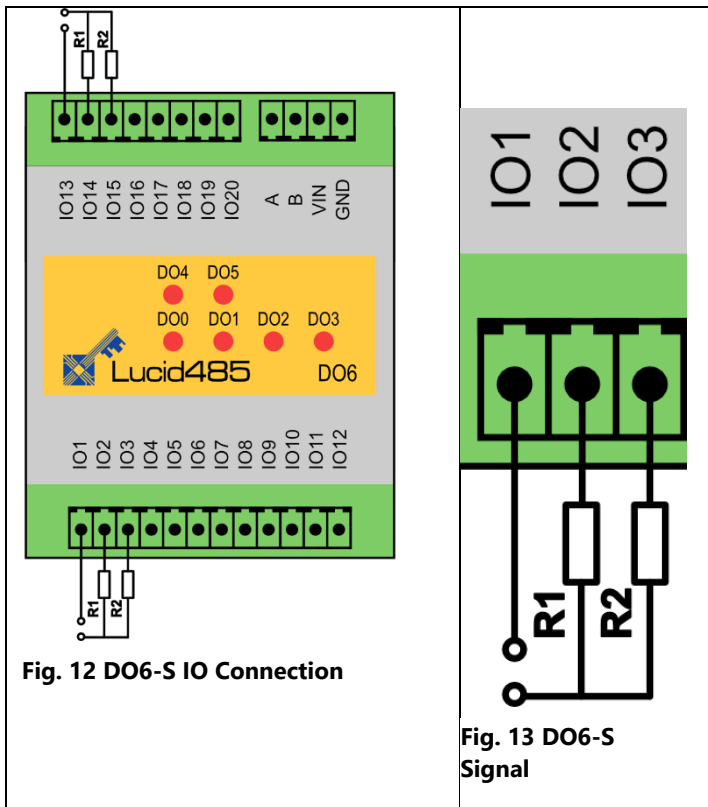 R1
R2
IO13
IO14
IO15
IO16
IO17
IO18
IO19
IO20
A
B
VIN
GND
DO4 DO5
DO0 DO1 DO2 DO3
Lucid485 DO6
IO1
IO2
IO3
IO4
IO5
IO6
IO7
IO8
IO9
IO10
IO11
IO12
R1
R2
Fig. 12 DO6-S IO Connection
IO1
IO2
IO3
R1
R2
Fig. 13 DO6-S
Signal